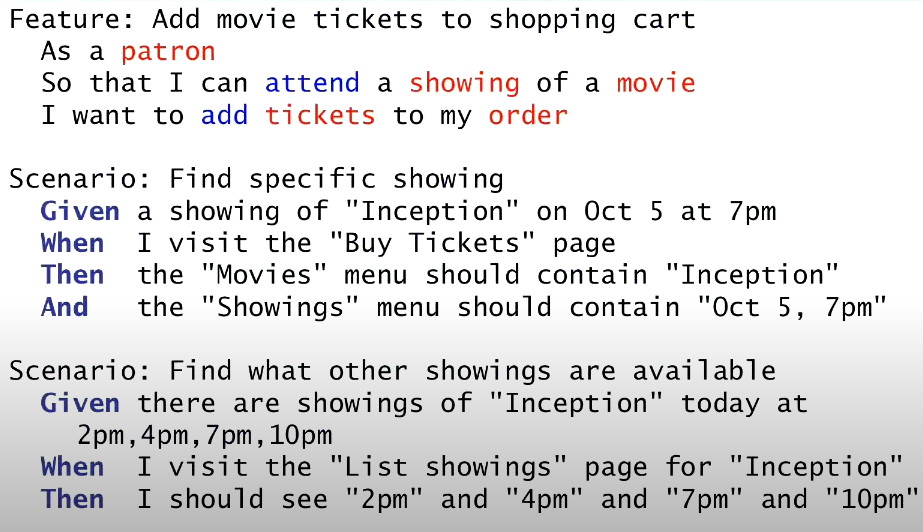 Feature: Add movie tickets to shopping cart
As a patron
So that I can attend a showing of a movie
I want to add tickets to my order
Scenario: Find specific showing
Given a showing of "Inception" on Oct 5 at 7pm
When I visit the "Buy Tickets" page
Then the "Movies" menu should contain "Inception"
And the "Showings" menu should contain "Oct 5, 7pm"
Scenario: Find what other showings are available
Given there are showings of "Inception" today at
2pm,4pm,7pm,10pm
When I visit the "List showings" page for "Inception"
Then I should see "2pm" and "4pm" and "7pm" and "10pm"